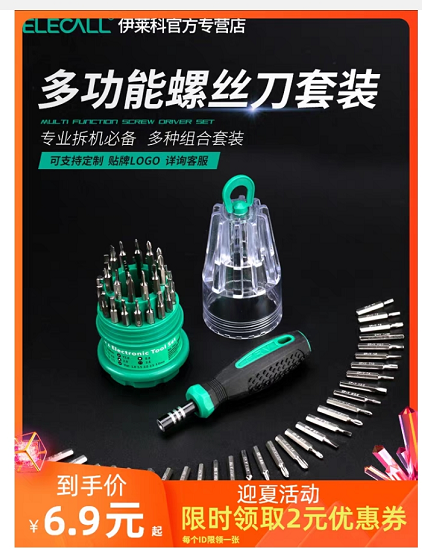 ELECALL 伊莱科官方专营店
多功能螺丝刀套装
MULTI FUNCTION SCREW DRIVER SET
专业拆机必备 多种组合套装
可支持定制 贴牌LOGO 详询客服
Electronic Tool Set
到手价
¥6.9元起
迎夏活动
限时领取2元优惠券
每个ID限领一张